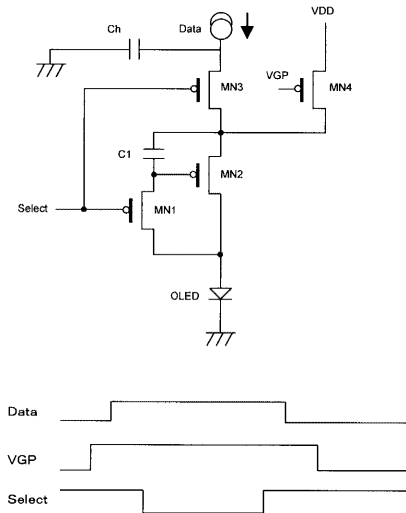 VDD
Ch
Data
VGP
MN3
MN4
C1
MN2
Select
MN1
OLED
Data
VGP
Select